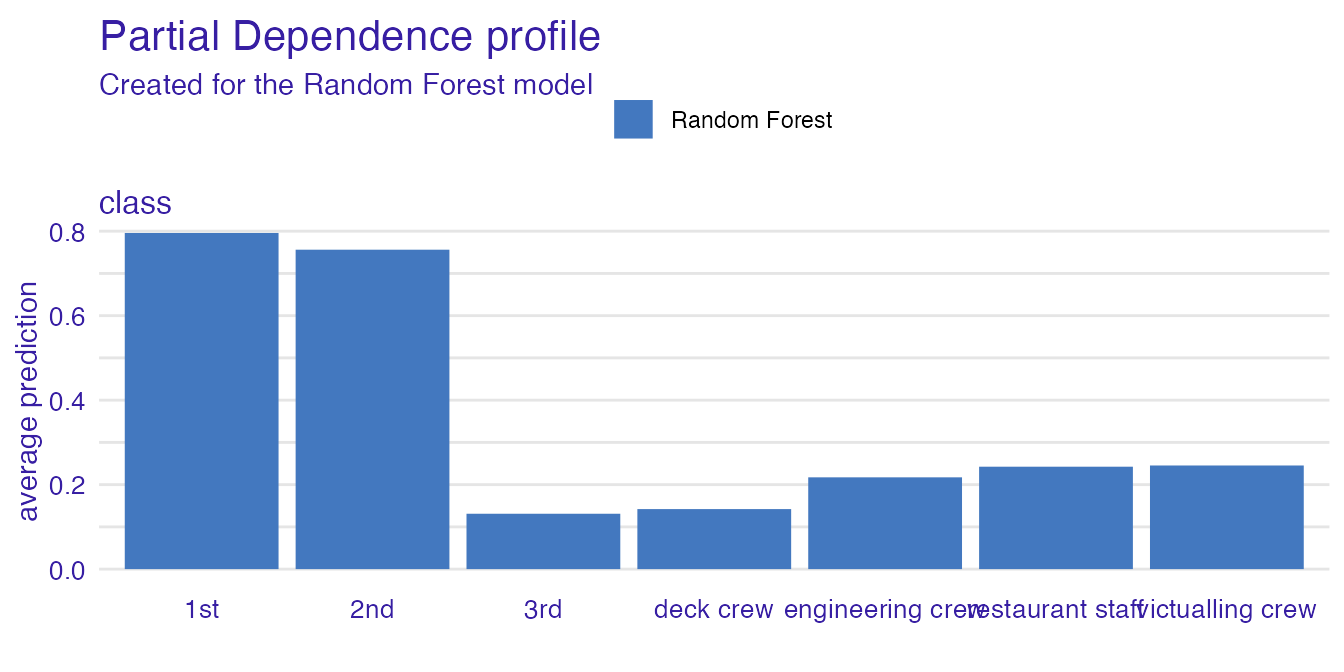 Partial Dependence profile
Created for the Random Forest model
Random Forest
class
average prediction
0.8
0.6
0.4
0.2
0.0
1st 2nd 3rd deck crew engineering crew restaurant staff victualling crew